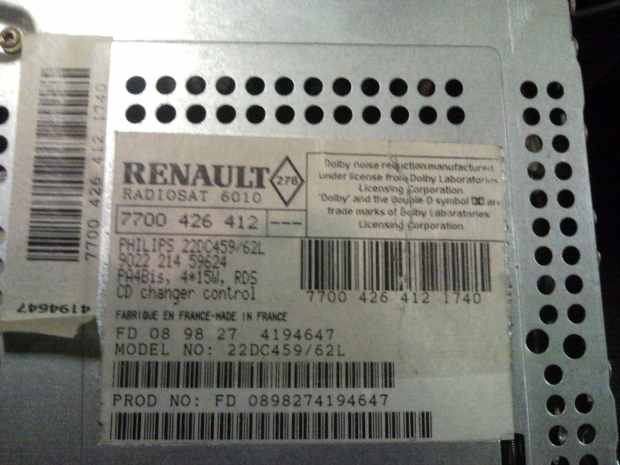 7700 426 412 1740
4194647
RENAULT
278
RADIOSAT 6010
7700 426 412 ---
Dolby noise reduction manufactured
under license from Dolby Laboratories
Licensing Corporation
'Dolby' and the double D symbol are
trade marks of Dolby Laboratories
Licensing Corporation
PHILIPS 22DC459/62L
9022 214 59624
PA4Bis, 4*15W, RDS
CD changer control
7700 426 412 1740
FABRIQUE EN FRANCE-MADE IN FRANCE
FD 08 98 27 4194647
MODEL NO: 22DC459/62L
PROD NO: FD 0898274194647